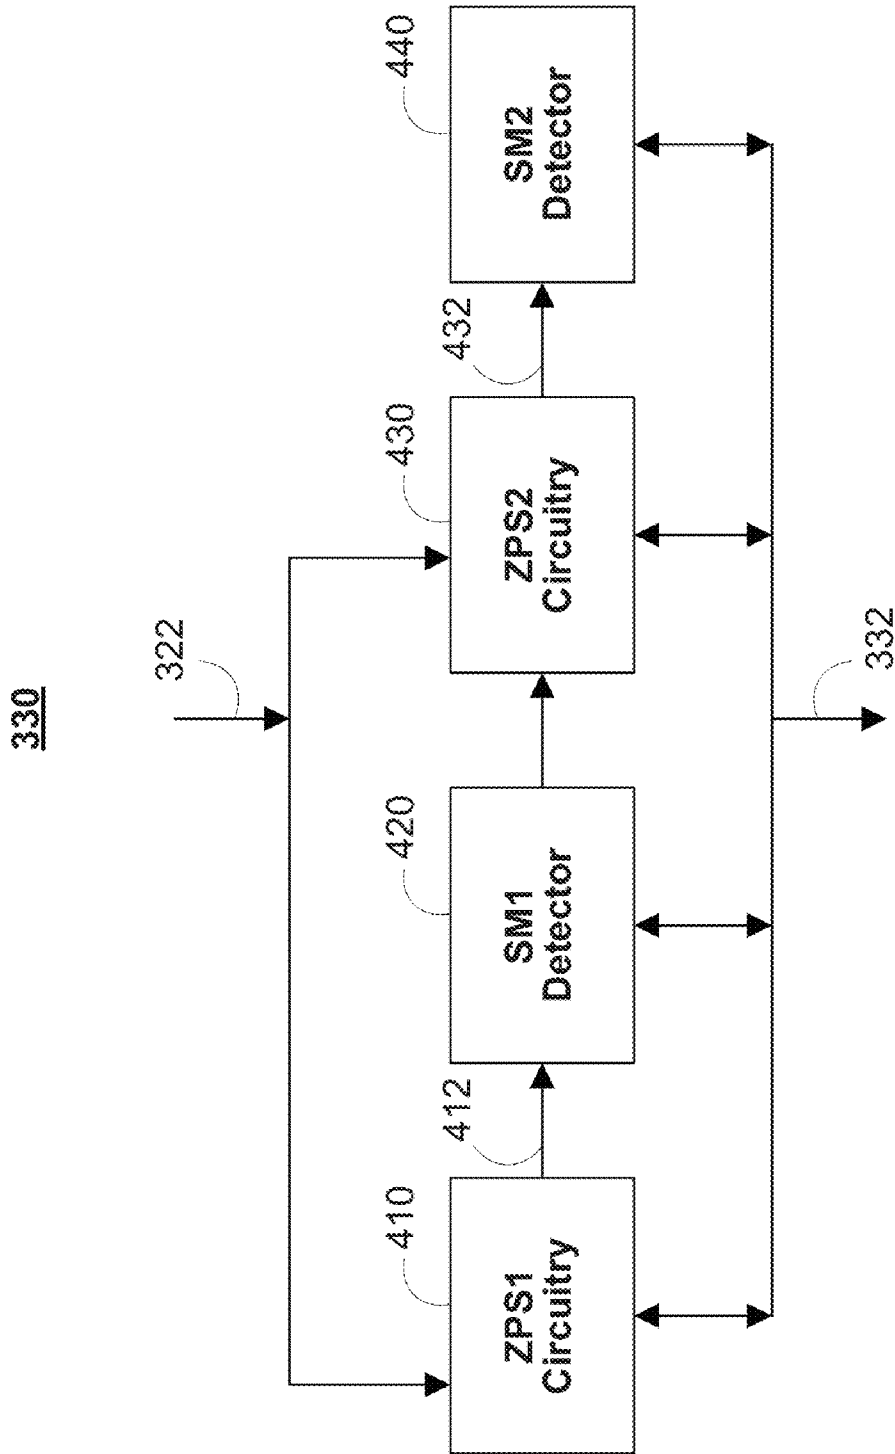 330
322
410
ZPS1
Circuitry
412
420
SM1
Detector
430
ZPS2
Circuitry
432
440
SM2
Detector
332